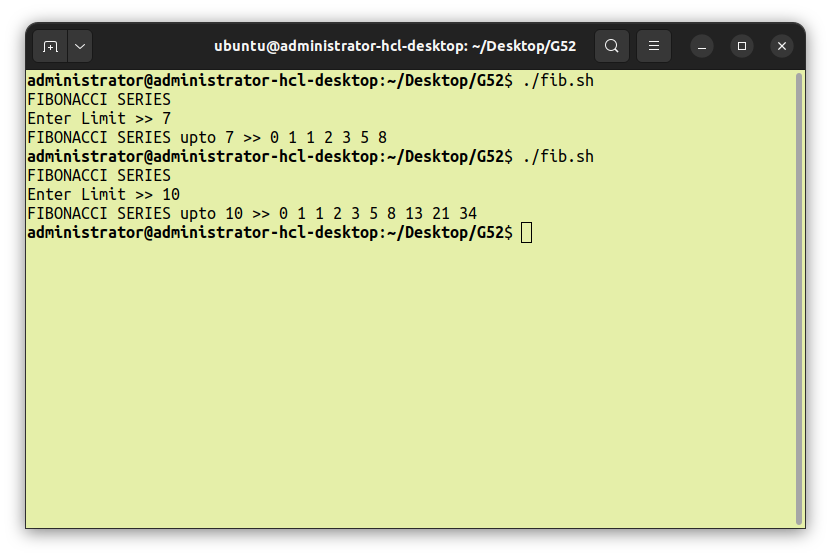 ubuntu@administrator-hcl-desktop: ~/Desktop/G52
administrator@administrator-hcl-desktop:~/Desktop/G52$ ./fib.sh
FIBONACCI SERIES
Enter Limit >> 7
FIBONACCI SERIES upto 7 >> 0 1 1 2 3 5 8
administrator@administrator-hcl-desktop:~/Desktop/G52$ ./fib.sh
FIBONACCI SERIES
Enter Limit >> 10
FIBONACCI SERIES upto 10 >> 0 1 1 2 3 5 8 13 21 34
administrator@administrator-hcl-desktop:~/Desktop/G52$